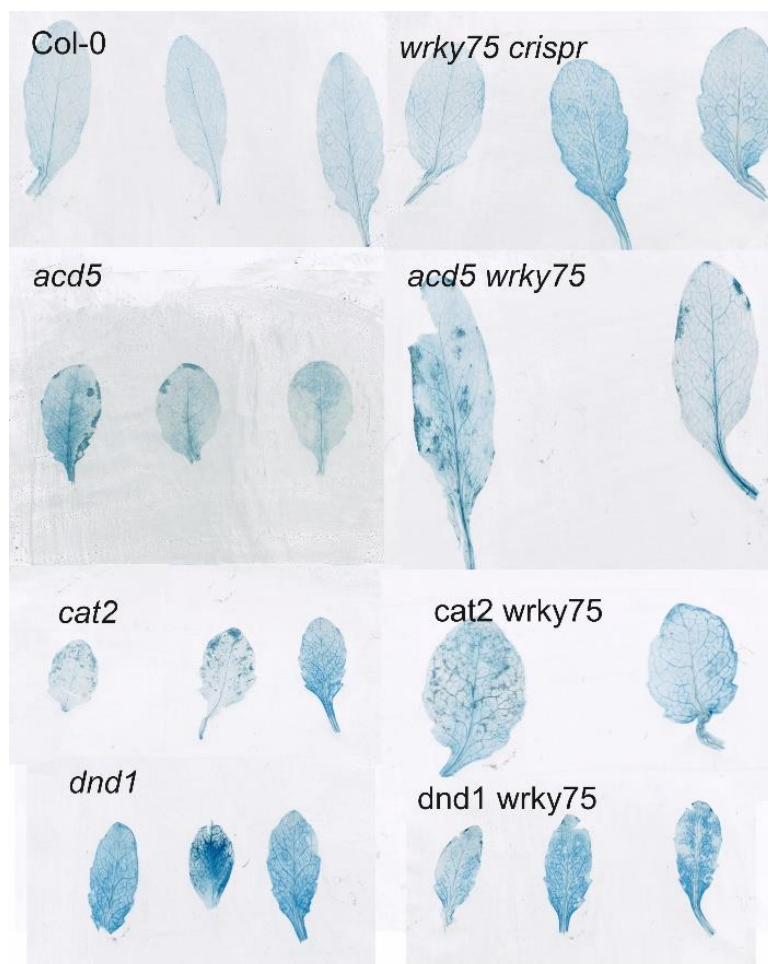 Col-0
wrky75 crispr
acd5
acd5 wrky75
cat2
cat2 wrky75
dnd1
dnd1 wrky75